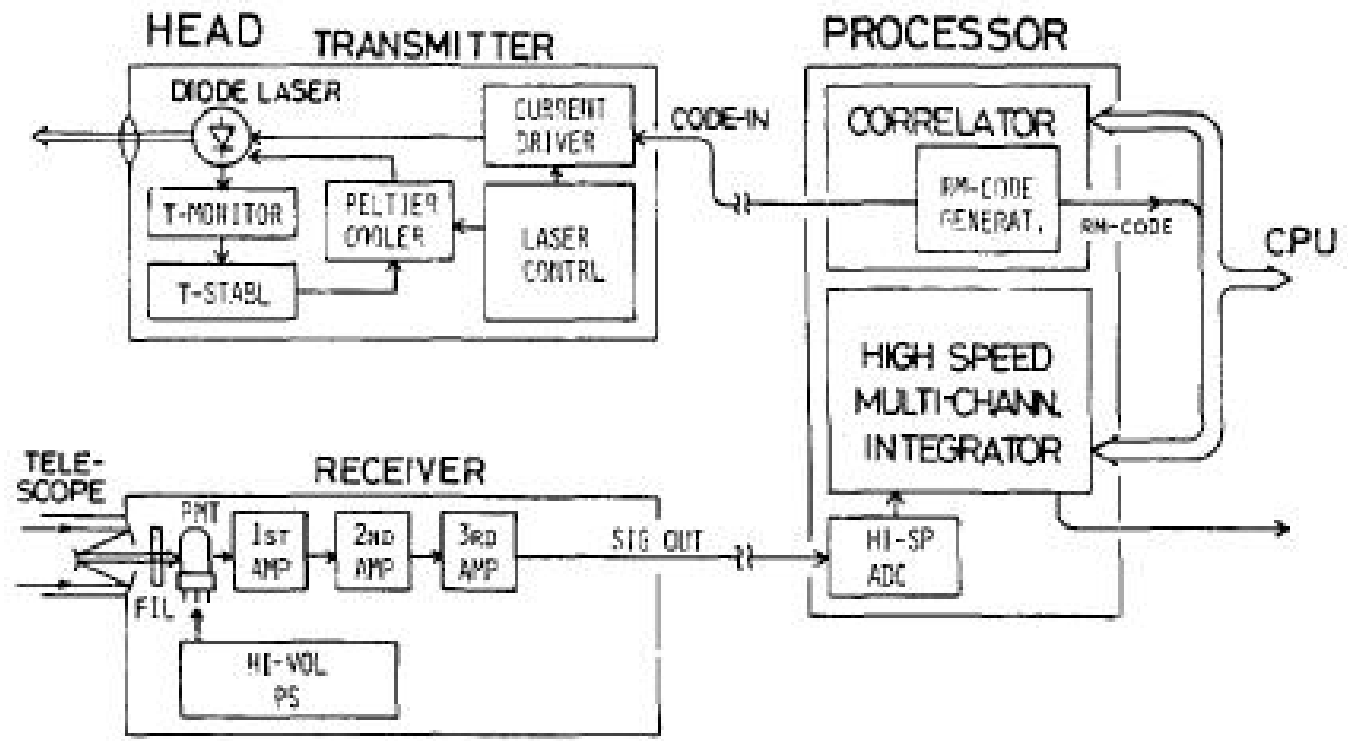 HEAD
TRANSMITTER
DIODE LASER
CURRENT
DRIVER
T-MONITOR
PELTIER
COOLER
LASER
CONTRL.
T-STABL
CODE-IN
PROCESSOR
CORRELATOR
RM-CODE
GENERAT.
RM-CODE
CPU
HIGH SPEED
MULTI-CHANN.
INTEGRATOR
HI-SP
ADC
TELE-
SCOPE
RECEIVER
PMT
1ST
AMP
2ND
AMP
3RD
AMP
SIG OUT
FIL
HI-VOL
PS